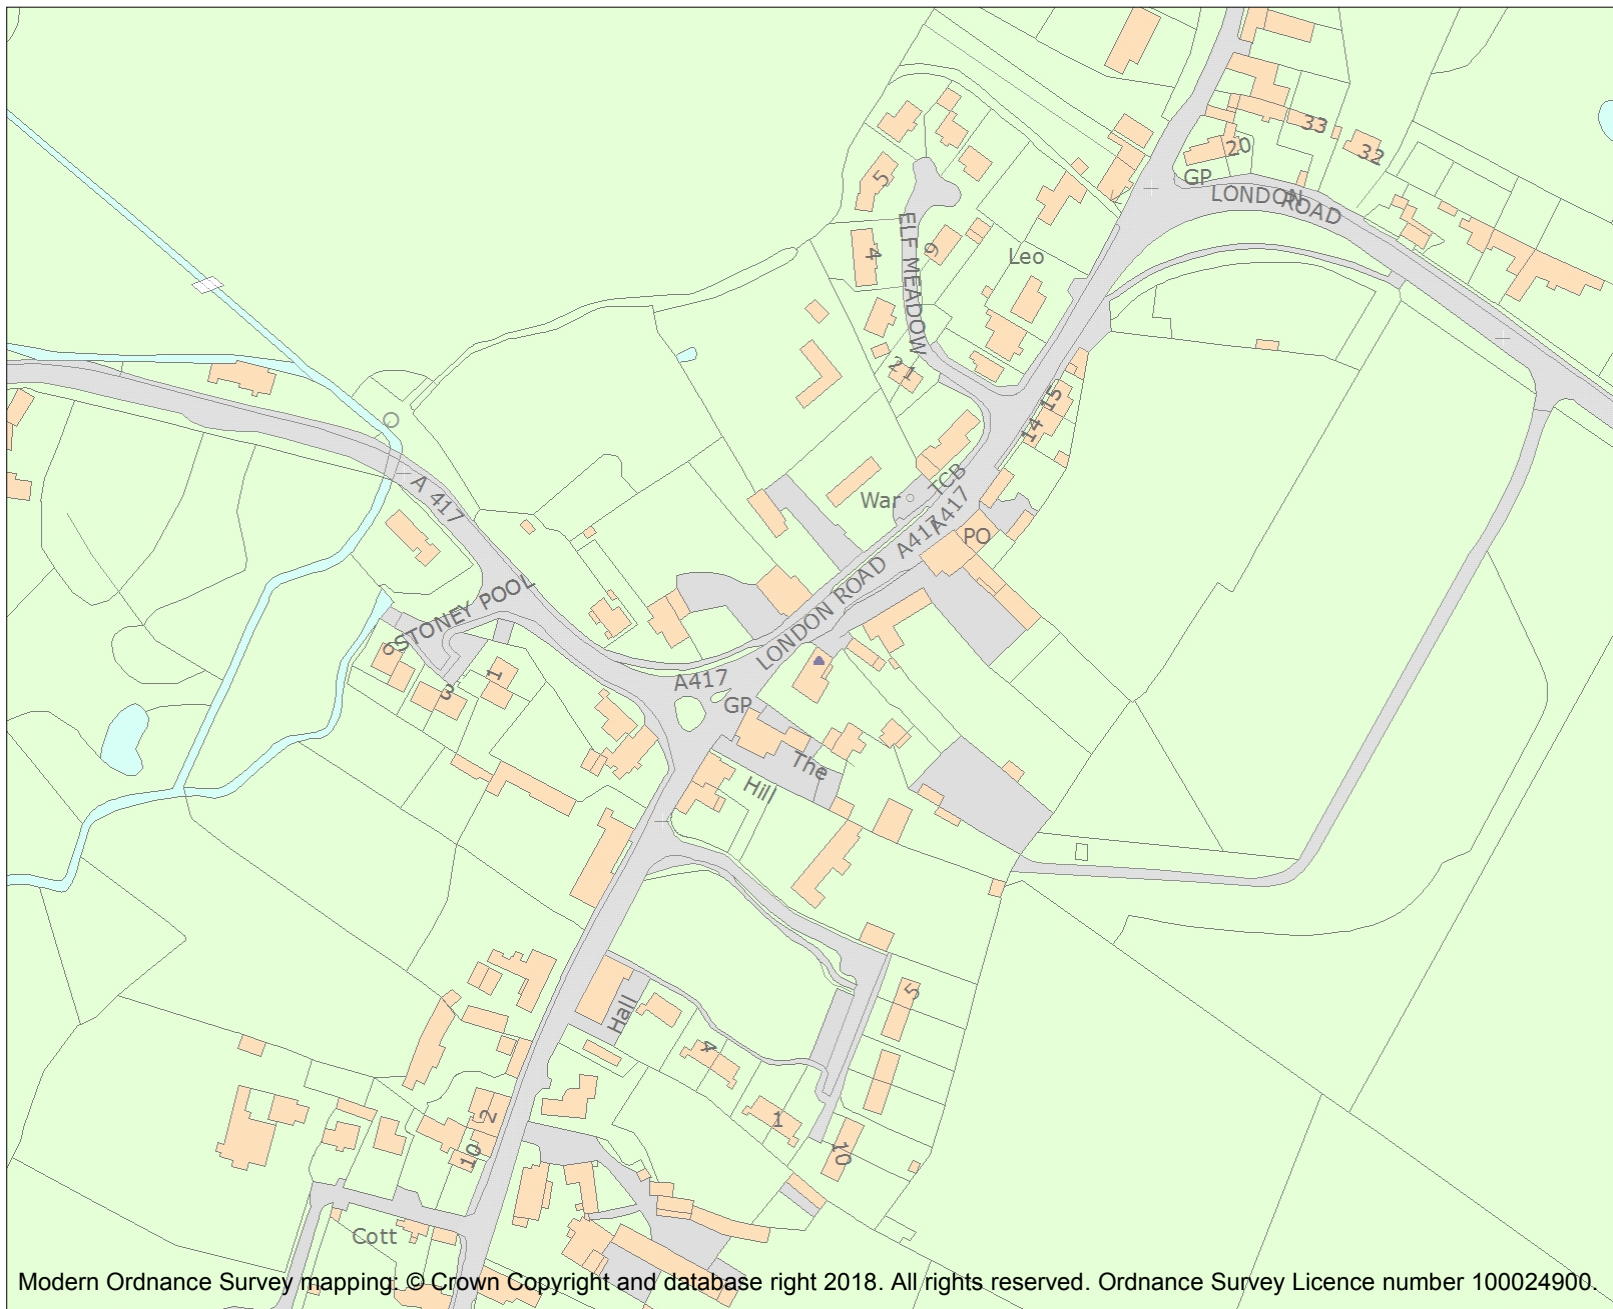 33
20
32
GP
LONDON
ROAD
5
ELF MEADOW
4
9
Leo
21
15
14
TCB
War
A 417
A417
A417
PO
LONDON ROAD
STONEY POOL
A417
1
3
GP
The
Hill
5
Hall
4
2
1
10
10
Cott
Modern Ordnance Survey mapping: © Crown Copyright and database right 2018. All rights reserved. Ordnance Survey Licence number 100024900.